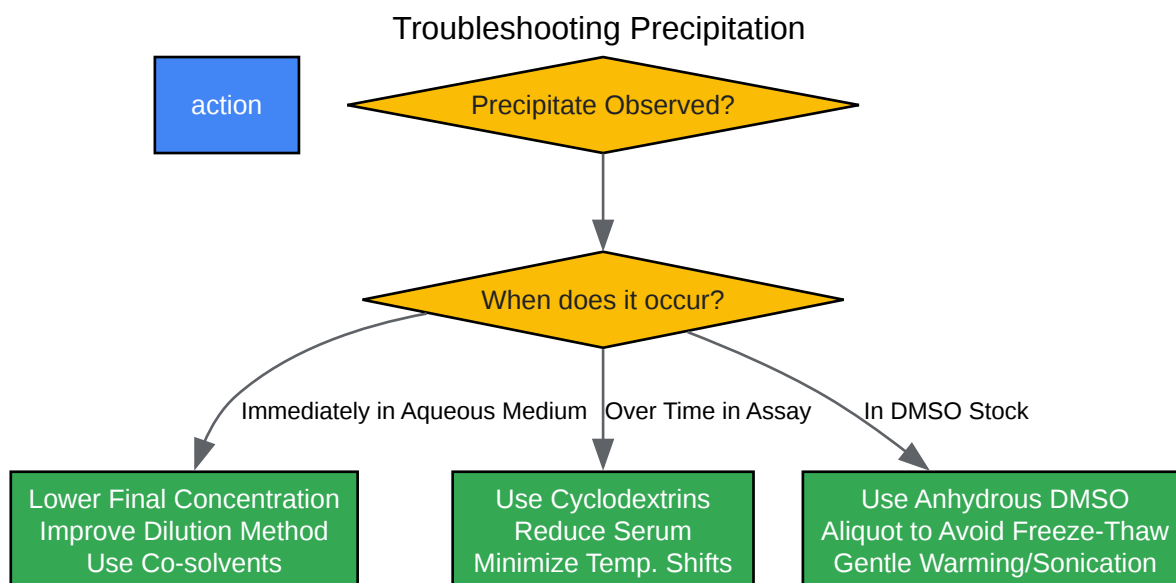 Troubleshooting Precipitation
action
Precipitate Observed?
When does it occur?
Immediately in Aqueous Medium
Over Time in Assay
In DMSO Stock
Lower Final Concentration
Improve Dilution Method
Use Co-solvents
Use Cyclodextrins
Reduce Serum
Minimize Temp. Shifts
Use Anhydrous DMSO
Aliquot to Avoid Freeze-Thaw
Gentle Warming/Sonication